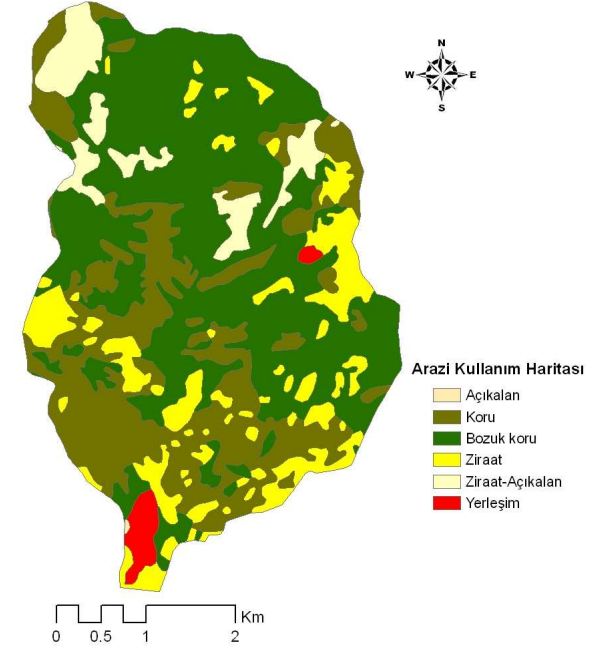 N
W E
S
Arazi Kullanım Haritası
Açıkalan
Koru
Bozuk koru
Ziraat
Ziraat-Açıkalan
Yerleşim
Km
0 0.5 1 2